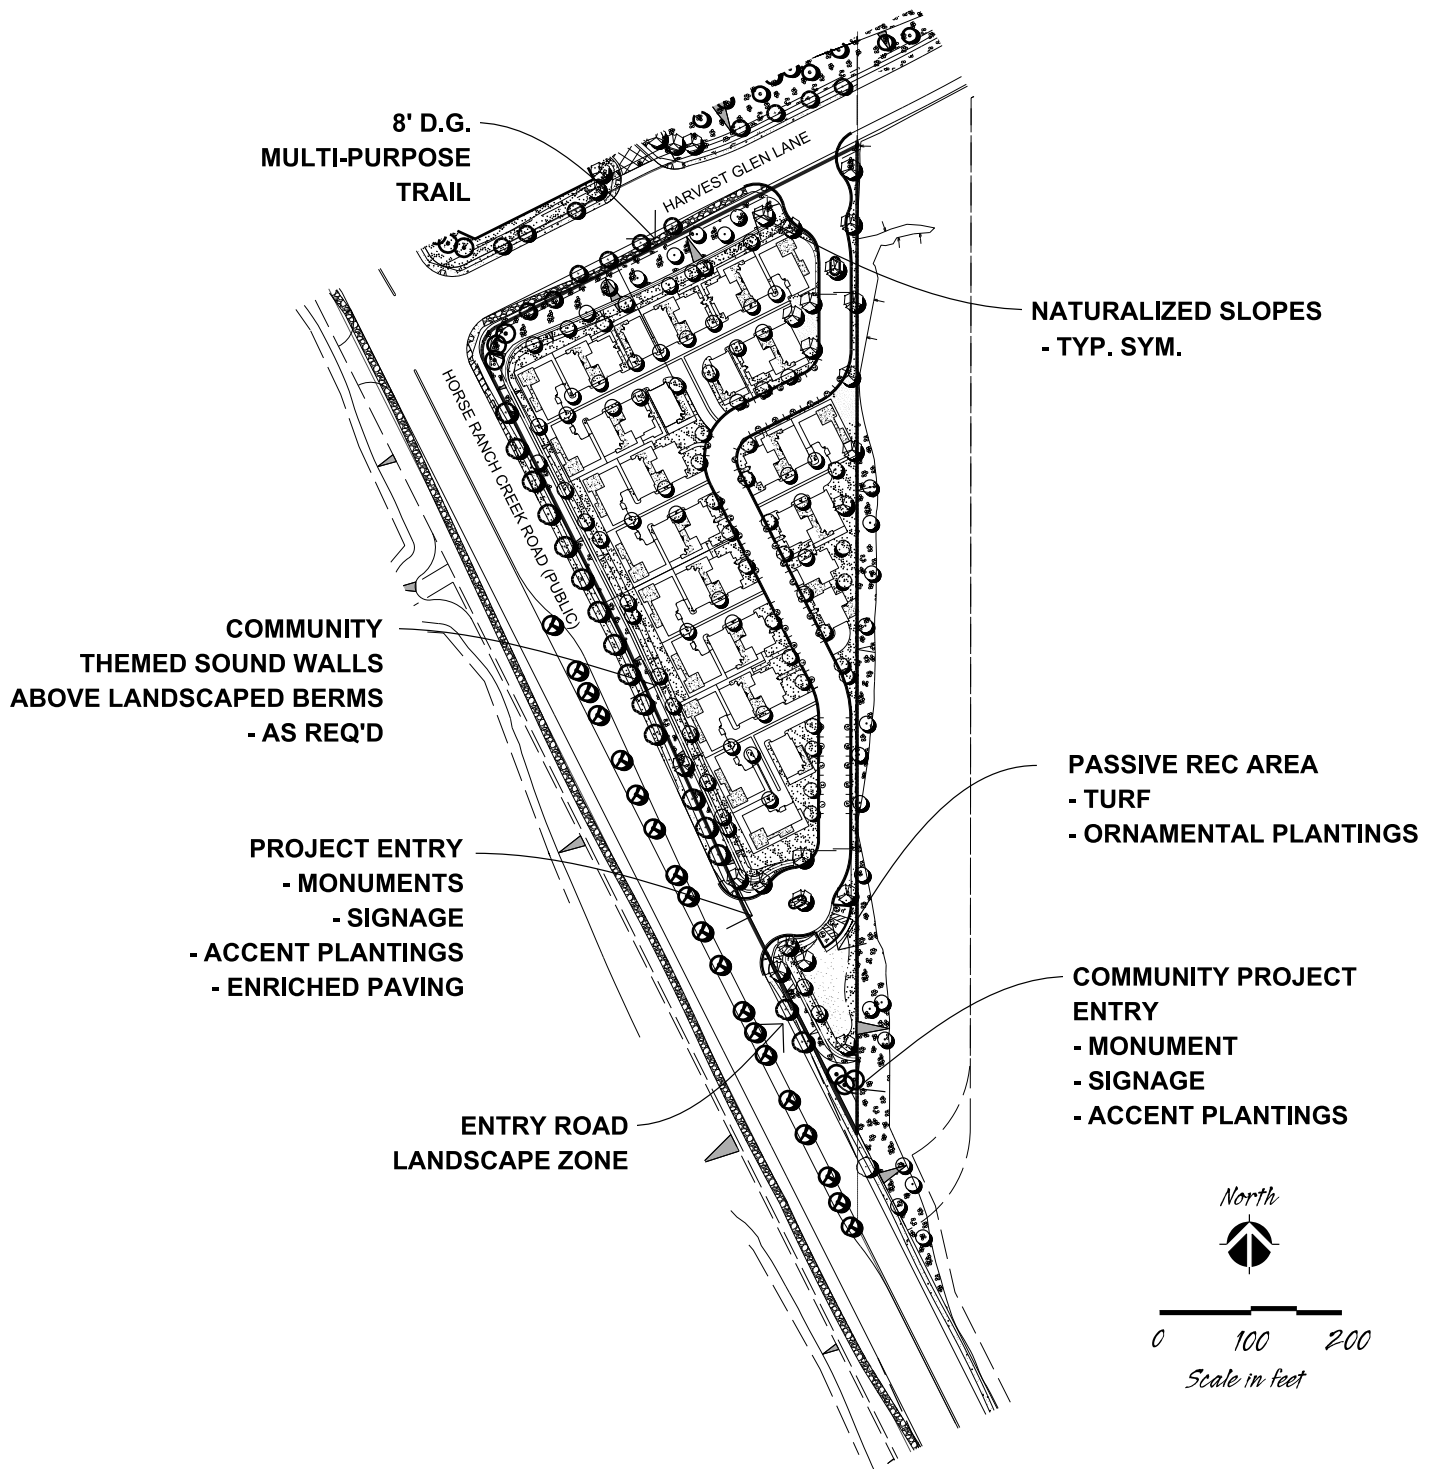 8' D.G.
MULTI-PURPOSE
TRAIL
HARVEST GLEN LANE
NATURALIZED SLOPES
- TYP. SYM.
HORSE RANCH CREEK ROAD (PUBLIC)
COMMUNITY
THEMED SOUND WALLS
ABOVE LANDSCAPED BERMS
- AS REQ'D
PASSIVE REC AREA
- TURF
- ORNAMENTAL PLANTINGS
PROJECT ENTRY
- MONUMENTS
- SIGNAGE
- ACCENT PLANTINGS
- ENRICHED PAVING
COMMUNITY PROJECT
ENTRY
- MONUMENT
- SIGNAGE
- ACCENT PLANTINGS
ENTRY ROAD
LANDSCAPE ZONE
North
0 100 200
Scale in feet